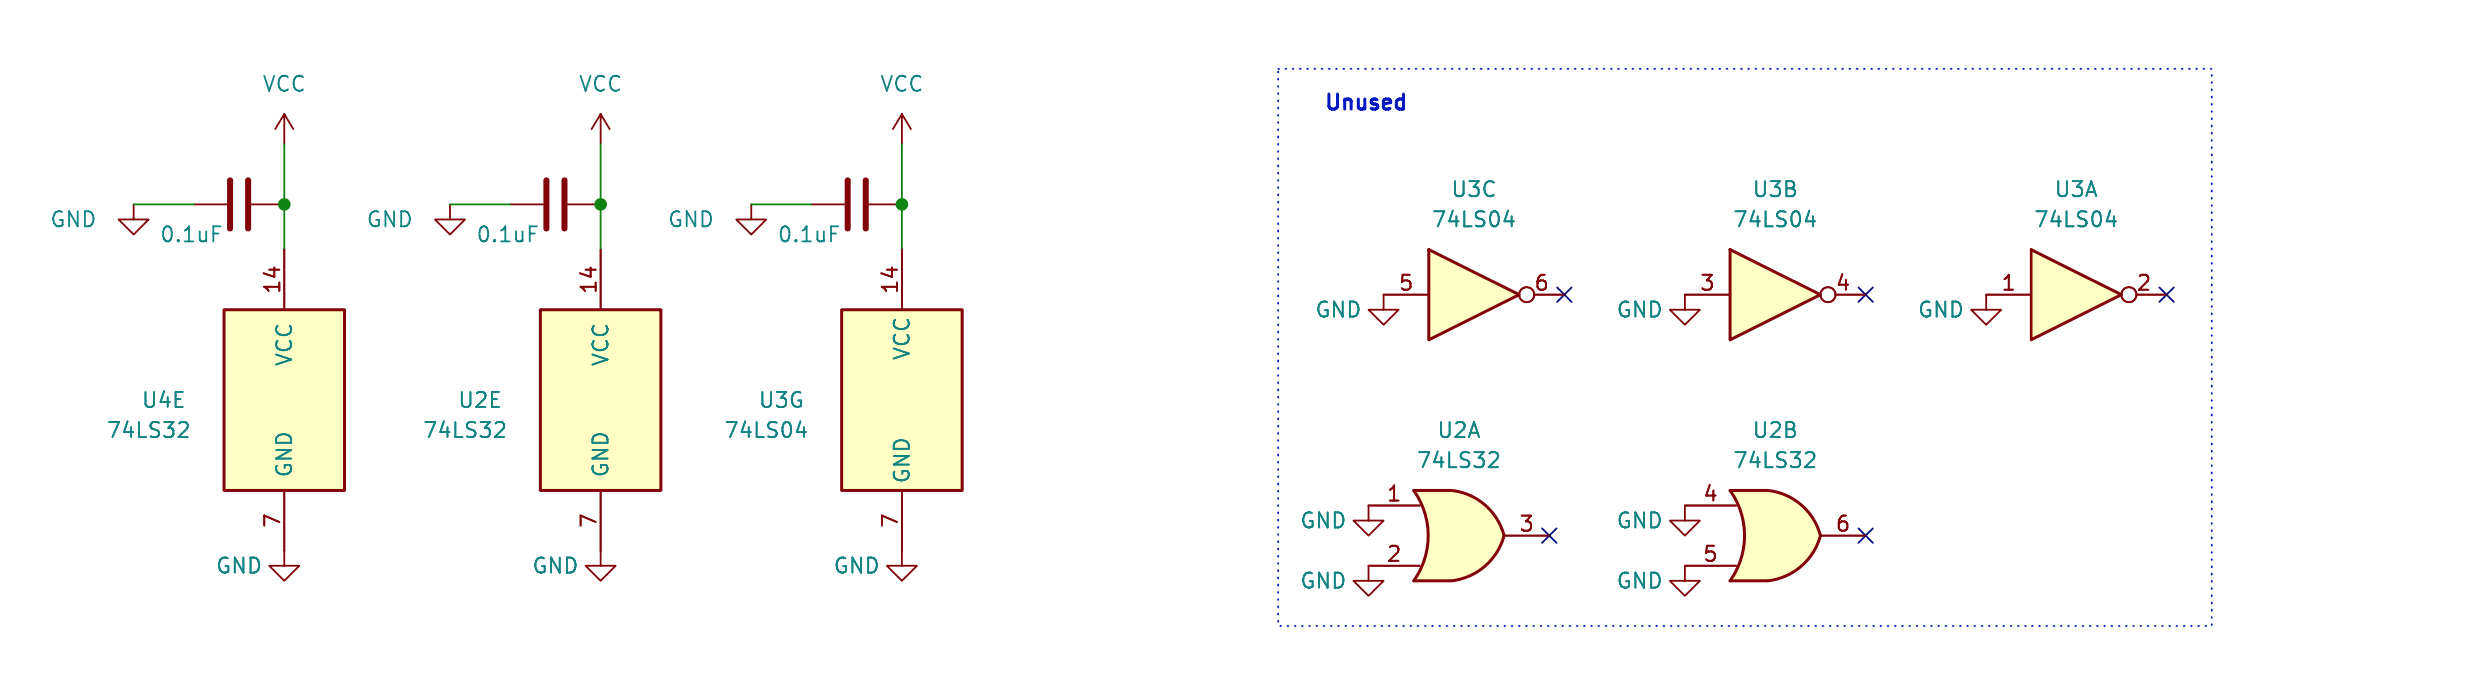 VCC
GND
0.1uF
14
VCC
GND
U4E
74LS32
7
GND
VCC
GND
0.1uF
14
VCC
GND
U2E
74LS32
7
GND
VCC
GND
0.1uF
14
VCC
GND
U3G
74LS04
7
GND
Unused
U3C
74LS04
5
6
GND
U3B
74LS04
3
4
GND
U3A
74LS04
1
2
GND
U2A
74LS32
1
GND
3
2
GND
U2B
74LS32
4
GND
6
5
GND